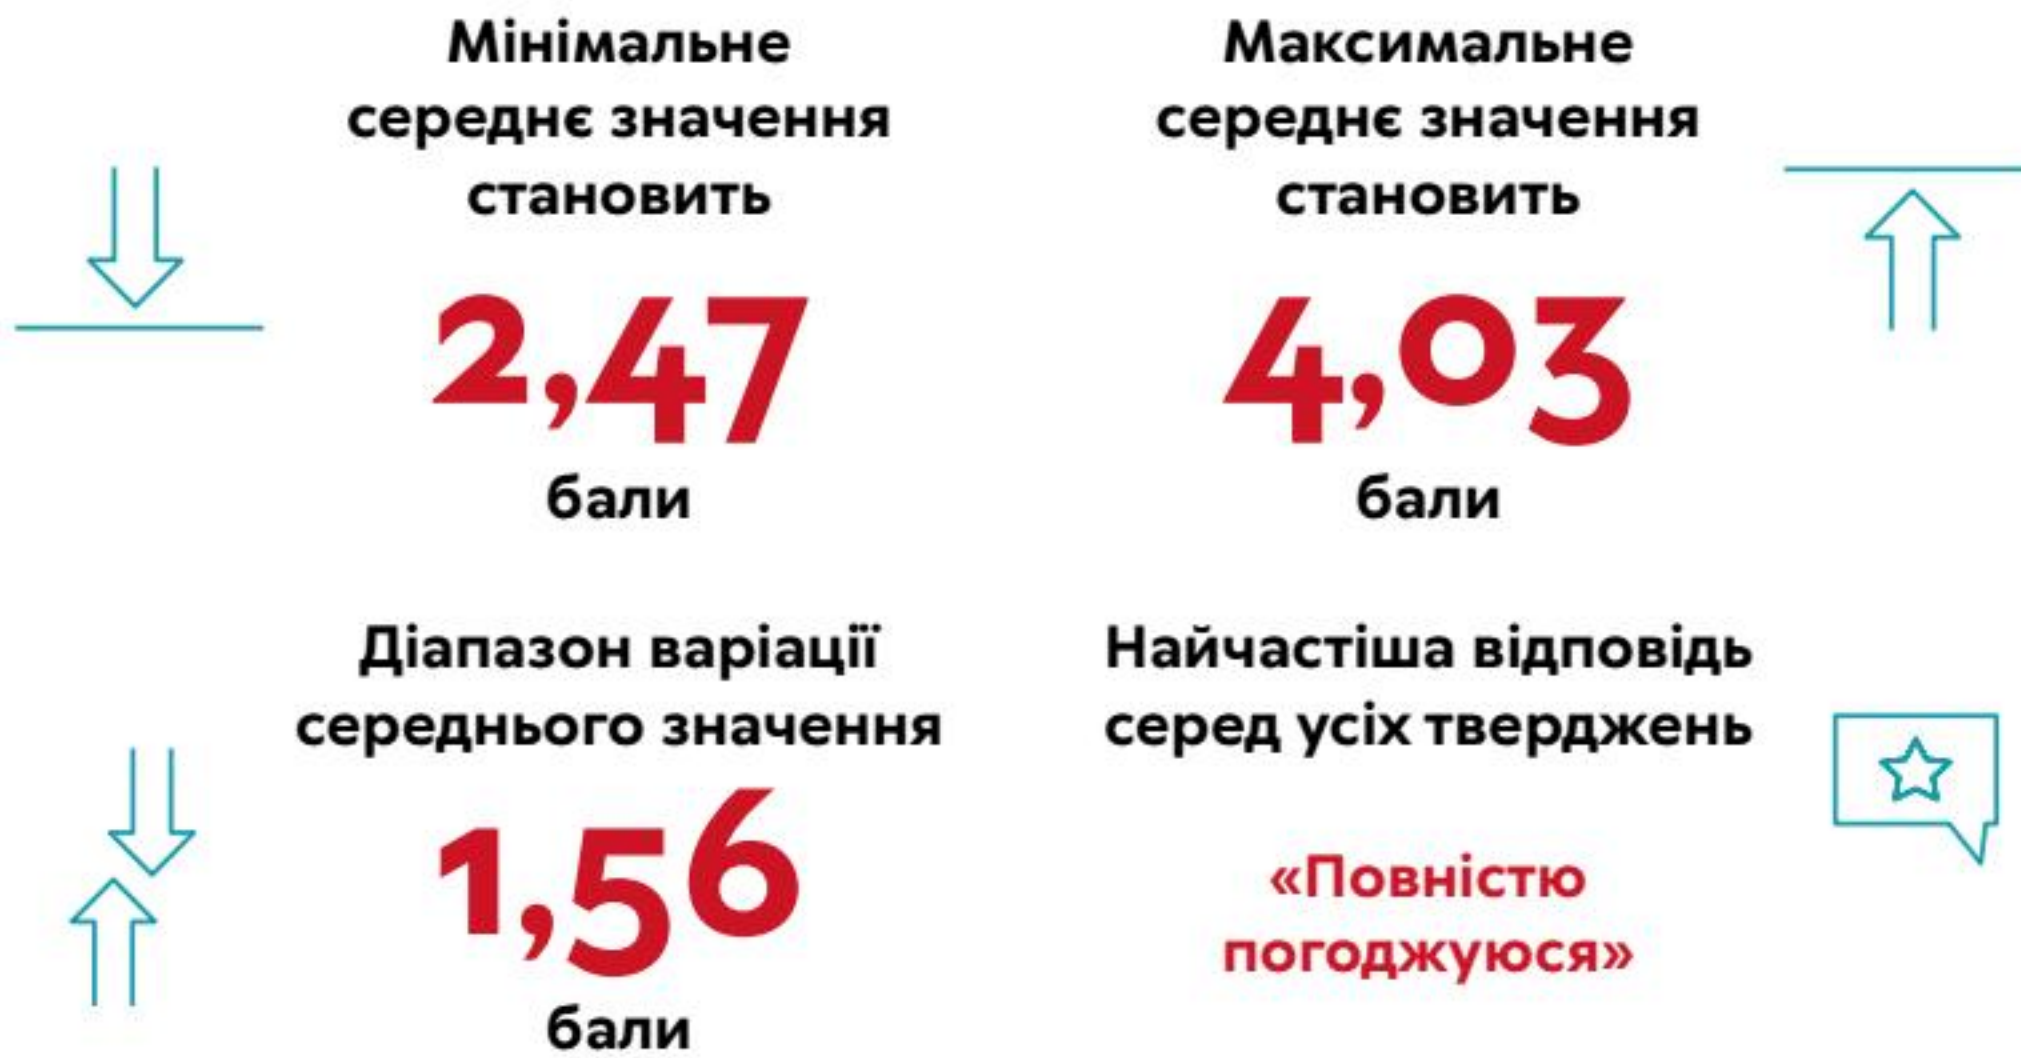 Мінімальне
середнє значення
становить
2,47
бали
Максимальне
середнє значення
становить
4,03
бали
Діапазон варіації
середнього значення
1,56
бали
Найчастіша відповідь
серед усіх тверджень
«Повністю
погоджуюся»